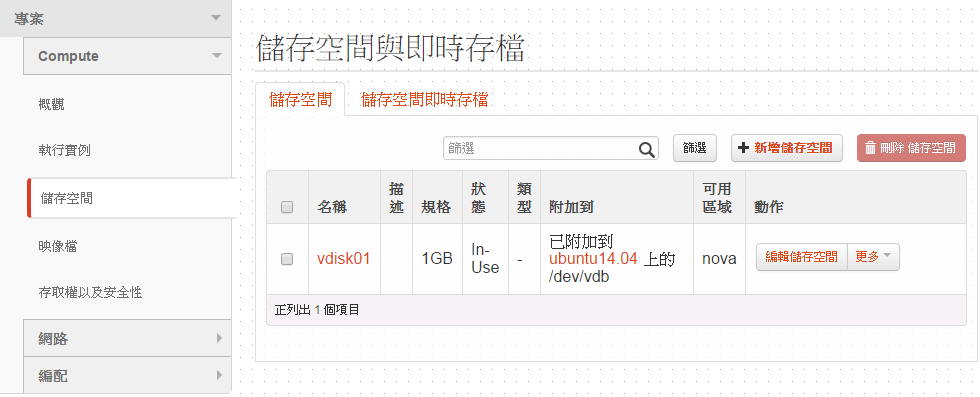 專案
Compute
概觀
執行實例
儲存空間
映像檔
存取權以及安全性
網路
編配
儲存空間與即時存檔
儲存空間 儲存空間即時存檔
篩選 篩選 新增儲存空間 刪除 儲存空間
名稱 描述 規格 狀態 類型 附加到 可用區域 動作
vdisk01 1GB In-Use - 已附加到 ubuntu14.04 上的 /dev/vdb nova 編輯儲存空間 更多
正列出 1 個項目